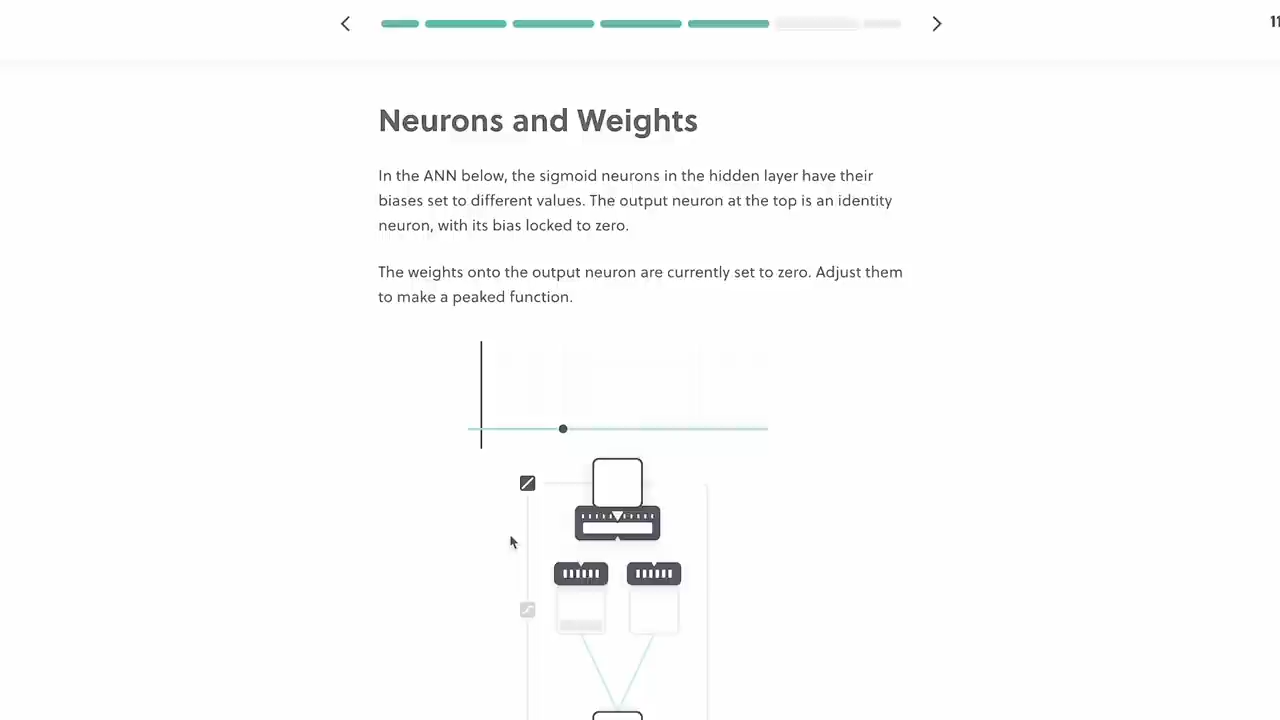 11
Neurons and Weights
In the ANN below, the sigmoid neurons in the hidden layer have their
biases set to different values. The output neuron at the top is an identity
neuron, with its bias locked to zero.
The weights onto the output neuron are currently set to zero. Adjust them
to make a peaked function.